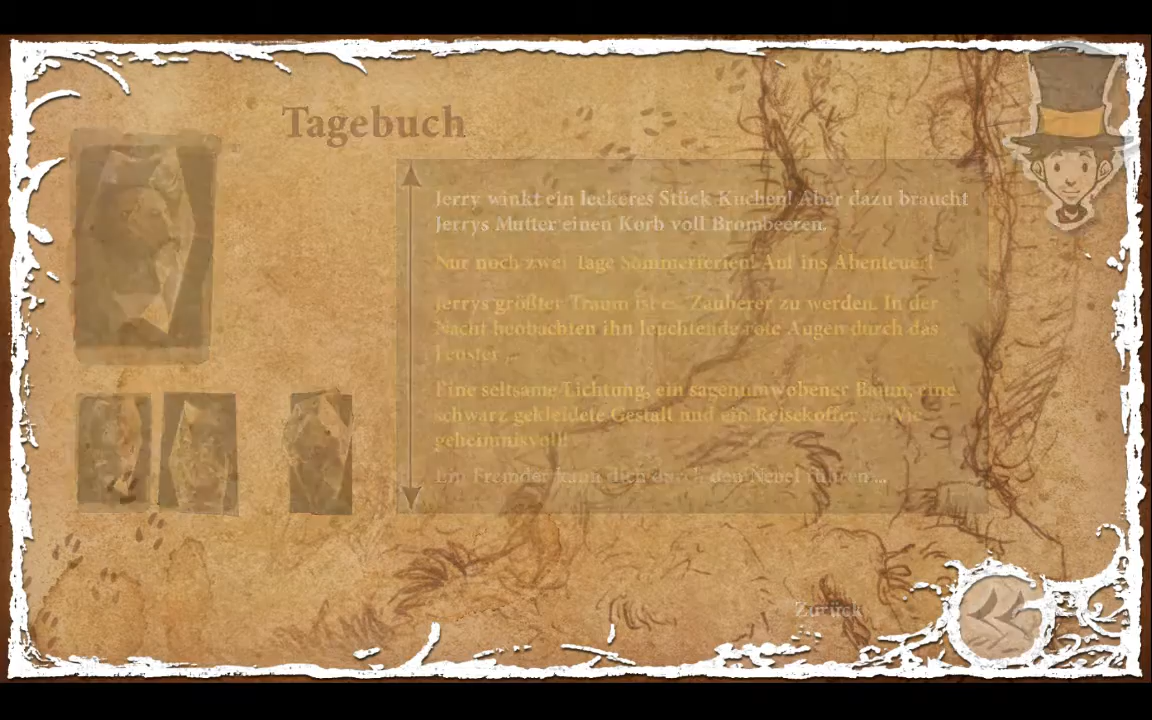 Tagebuch
Jerry winkt ein leckeres Stück Kuchen! Aber dazu braucht
Jerrys Mutter einen Korb voll Brombeeren.
Nur noch zwei Tage Sommerferien! Auf ins Abenteuer!
Jerrys größter Traum ist es, Zauberer zu werden. In der
Nacht beobachten ihn leuchtende rote Augen durch das
Fenster ...
Eine seltsame Lichtung, ein sagenumwobener Baum, eine
schwarz gekleidete Gestalt und ein Reisekoffer ... Wie
geheimnisvoll!
Ein Fremder kann dich durch den Nebel führen ...
Zurück